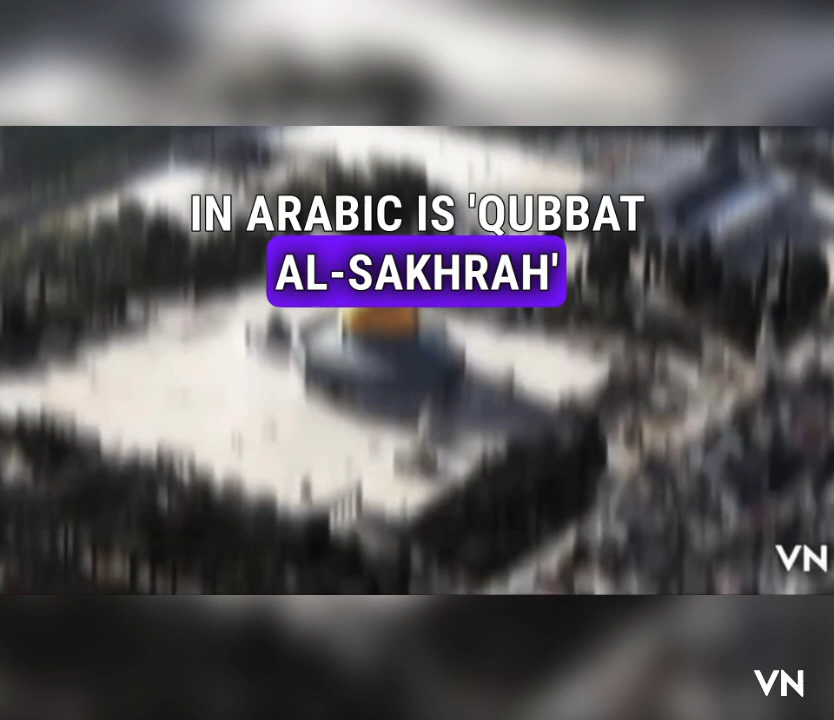 IN ARABIC IS 'QUBBAT
AL-SAKHRAH'
VN
VN